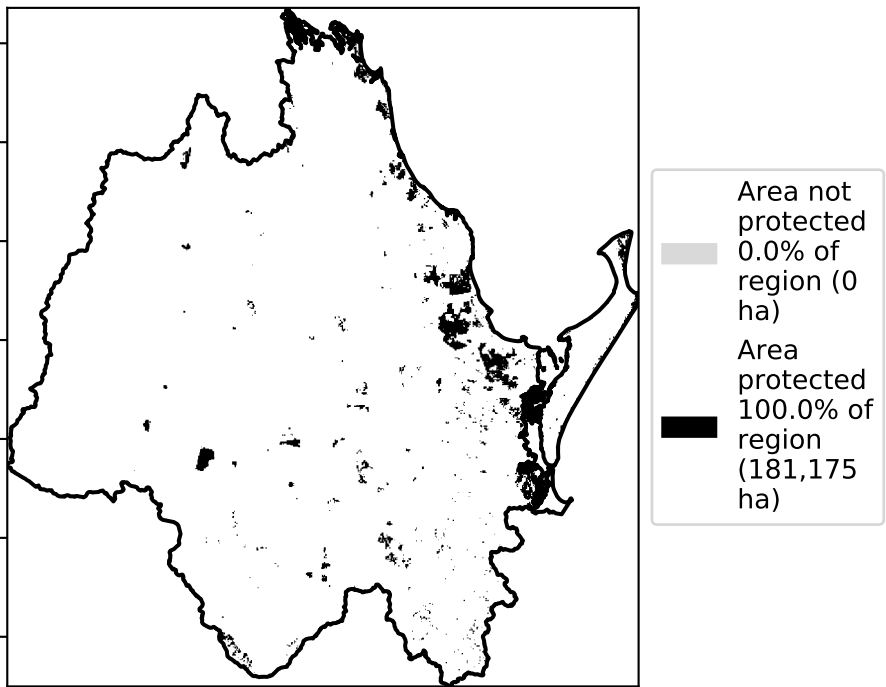 Area not
protected
0.0% of
region (0
ha)
Area
protected
100.0% of
region
(181,175
ha)